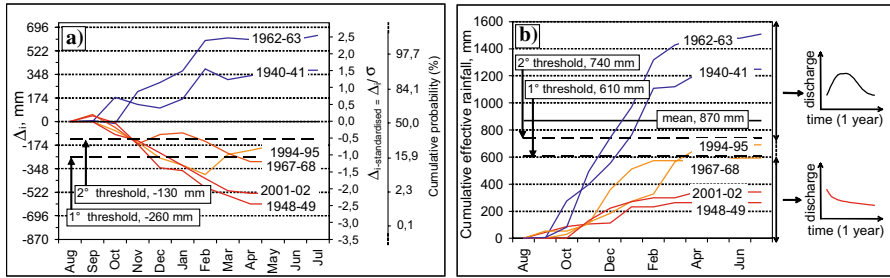 a)
Δi, mm
696
522
348
174
0
-174
-348
-522
-696
-870
1962-63
1940-41
1994-95
1967-68
2001-02
1948-49
2° threshold, -130 mm
1° threshold, -260 mm
Aug
Sep
Oct
Nov
Dec
Jan
Feb
Mar
Apr
May
Jun
Jul
2,5
2,0
1,5
1,0
0,5
0,0
-0,5
-1,0
-1,5
-2,0
-2,5
-3,0
-3,5
Δi-standardised = Δi/σ
97,7
84,1
50,0
15,9
2,3
0,1
Cumulative probability (%)
b)
Cumulative effective rainfall, mm
1600
1400
1200
1000
800
600
400
200
0
1962-63
2° threshold, 740 mm
1940-41
1° threshold, 610 mm
mean, 870 mm
1994-95
1967-68
2001-02
1948-49
Aug
Oct
Dec
Feb
Apr
Jun
discharge
time (1 year)
discharge
time (1 year)